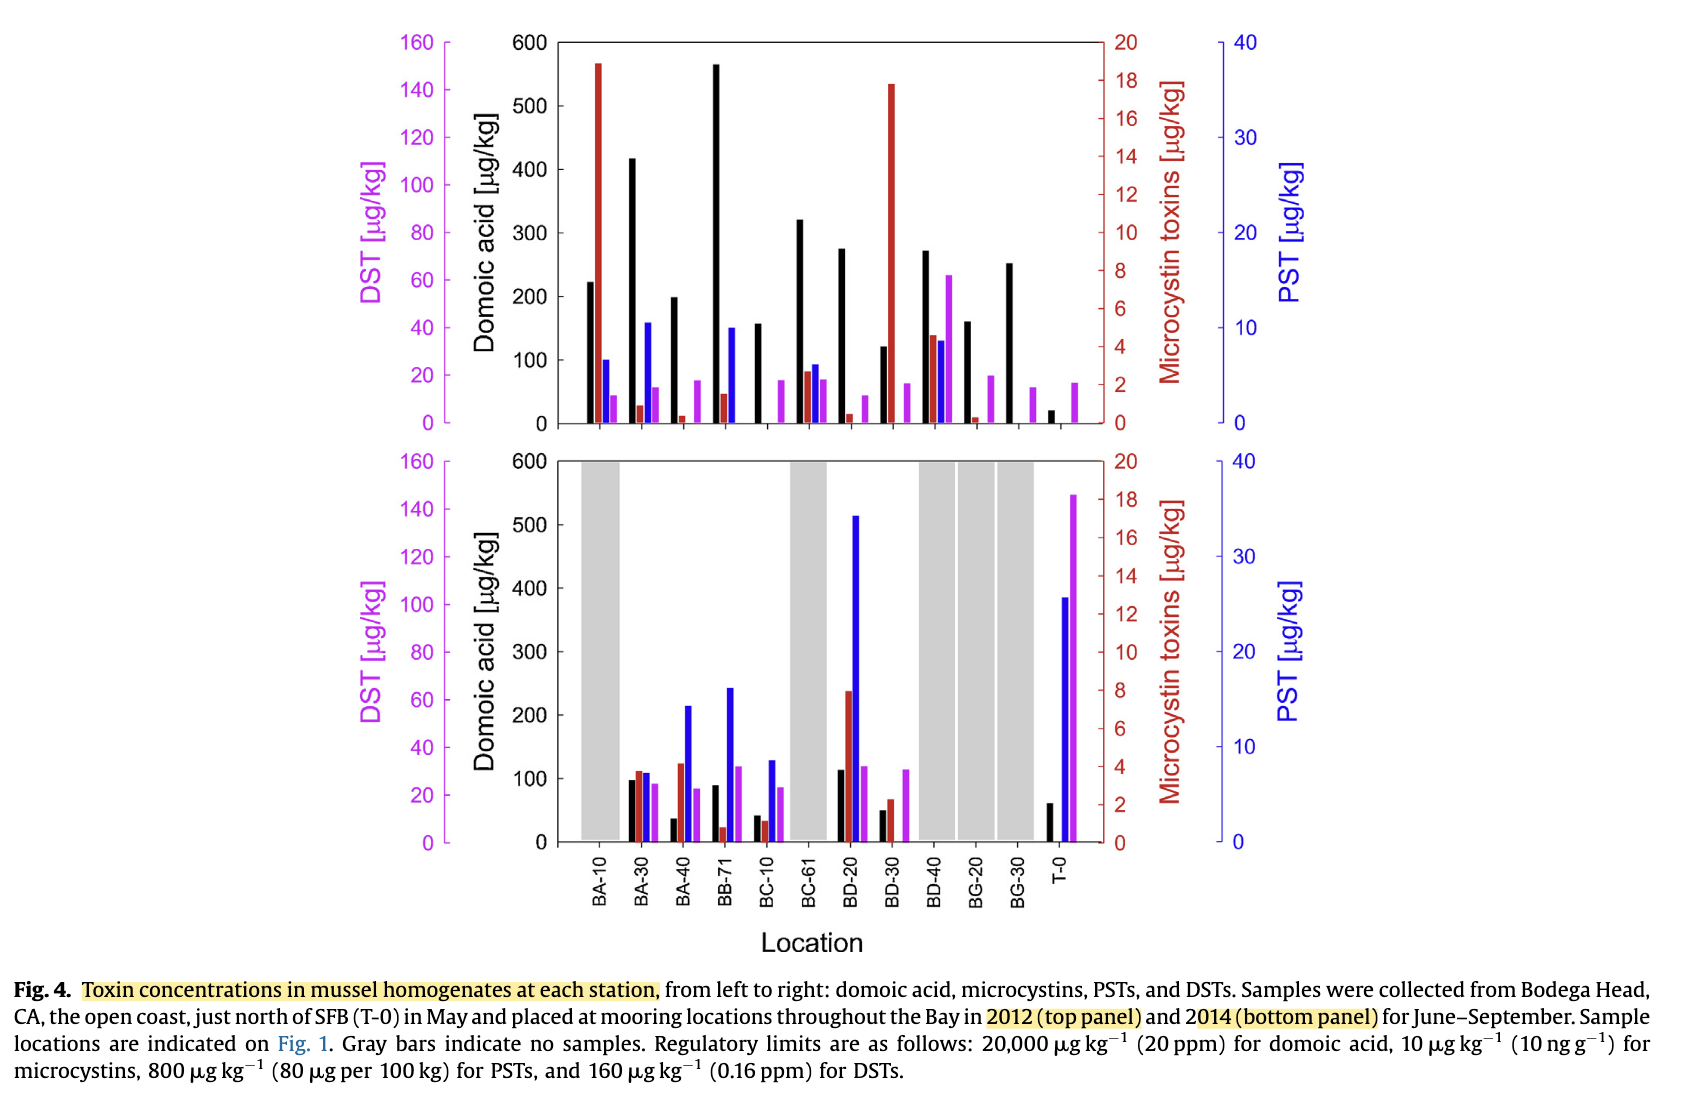 160
140
120
100
80
60
40
20
0
DST [µg/kg]
600
500
400
300
200
100
0
Domoic acid [µg/kg]
20
18
16
14
12
10
8
6
4
2
0
Microcystin toxins [µg/kg]
40
30
20
10
0
PST [µg/kg]
160
140
120
100
80
60
40
20
0
DST [µg/kg]
600
500
400
300
200
100
0
Domoic acid [µg/kg]
20
18
16
14
12
10
8
6
4
2
0
Microcystin toxins [µg/kg]
40
30
20
10
0
PST [µg/kg]
BA-10
BA-30
BA-40
BB-71
BC-10
BC-61
BD-20
BD-30
BD-40
BG-20
BG-30
T-0
Location
Fig. 4. Toxin concentrations in mussel homogenates at each station, from left to right: domoic acid, microcystins, PSTs, and DSTs. Samples were collected from Bodega Head,
CA, the open coast, just north of SFB (T-0) in May and placed at mooring locations throughout the Bay in 2012 (top panel) and 2014 (bottom panel) for June–September. Sample
locations are indicated on Fig. 1. Gray bars indicate no samples. Regulatory limits are as follows: 20,000 µg kg⁻¹ (20 ppm) for domoic acid, 10 µg kg⁻¹ (10 ng g⁻¹) for
microcystins, 800 µg kg⁻¹ (80 µg per 100 kg) for PSTs, and 160 µg kg⁻¹ (0.16 ppm) for DSTs.